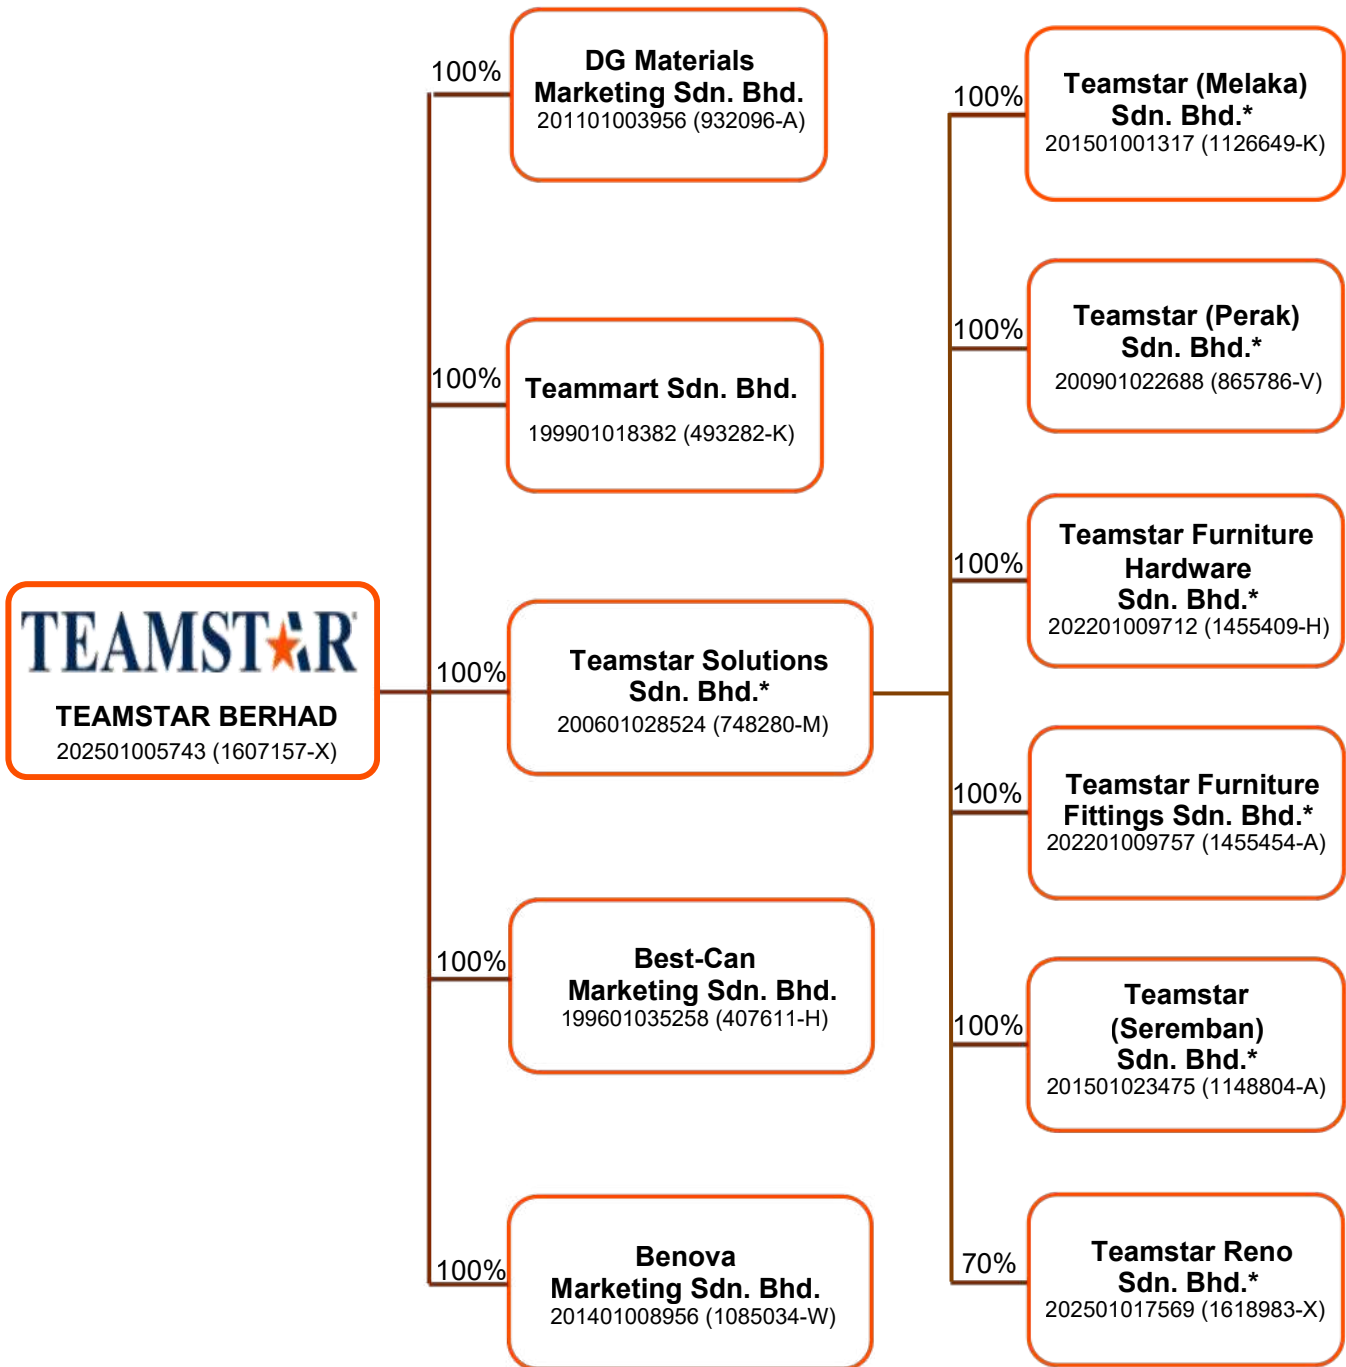 TEAMSTAR
TEAMSTAR BERHAD
202501005743 (1607157-X)
100%
DG Materials
Marketing Sdn. Bhd.
201101003956 (932096-A)
100%
Teammart Sdn. Bhd.
199901018382 (493282-K)
100%
Teamstar Solutions
Sdn. Bhd.*
200601028524 (748280-M)
100%
Best-Can
Marketing Sdn. Bhd.
199601035258 (407611-H)
100%
Benova
Marketing Sdn. Bhd.
201401008956 (1085034-W)
100%
Teamstar (Melaka)
Sdn. Bhd.*
201501001317 (1126649-K)
100%
Teamstar (Perak)
Sdn. Bhd.*
200901022688 (865786-V)
100%
Teamstar Furniture
Hardware
Sdn. Bhd.*
202201009712 (1455409-H)
100%
Teamstar Furniture
Fittings Sdn. Bhd.*
202201009757 (1455454-A)
100%
Teamstar
(Seremban)
Sdn. Bhd.*
201501023475 (1148804-A)
70%
Teamstar Reno
Sdn. Bhd.*
202501017569 (1618983-X)